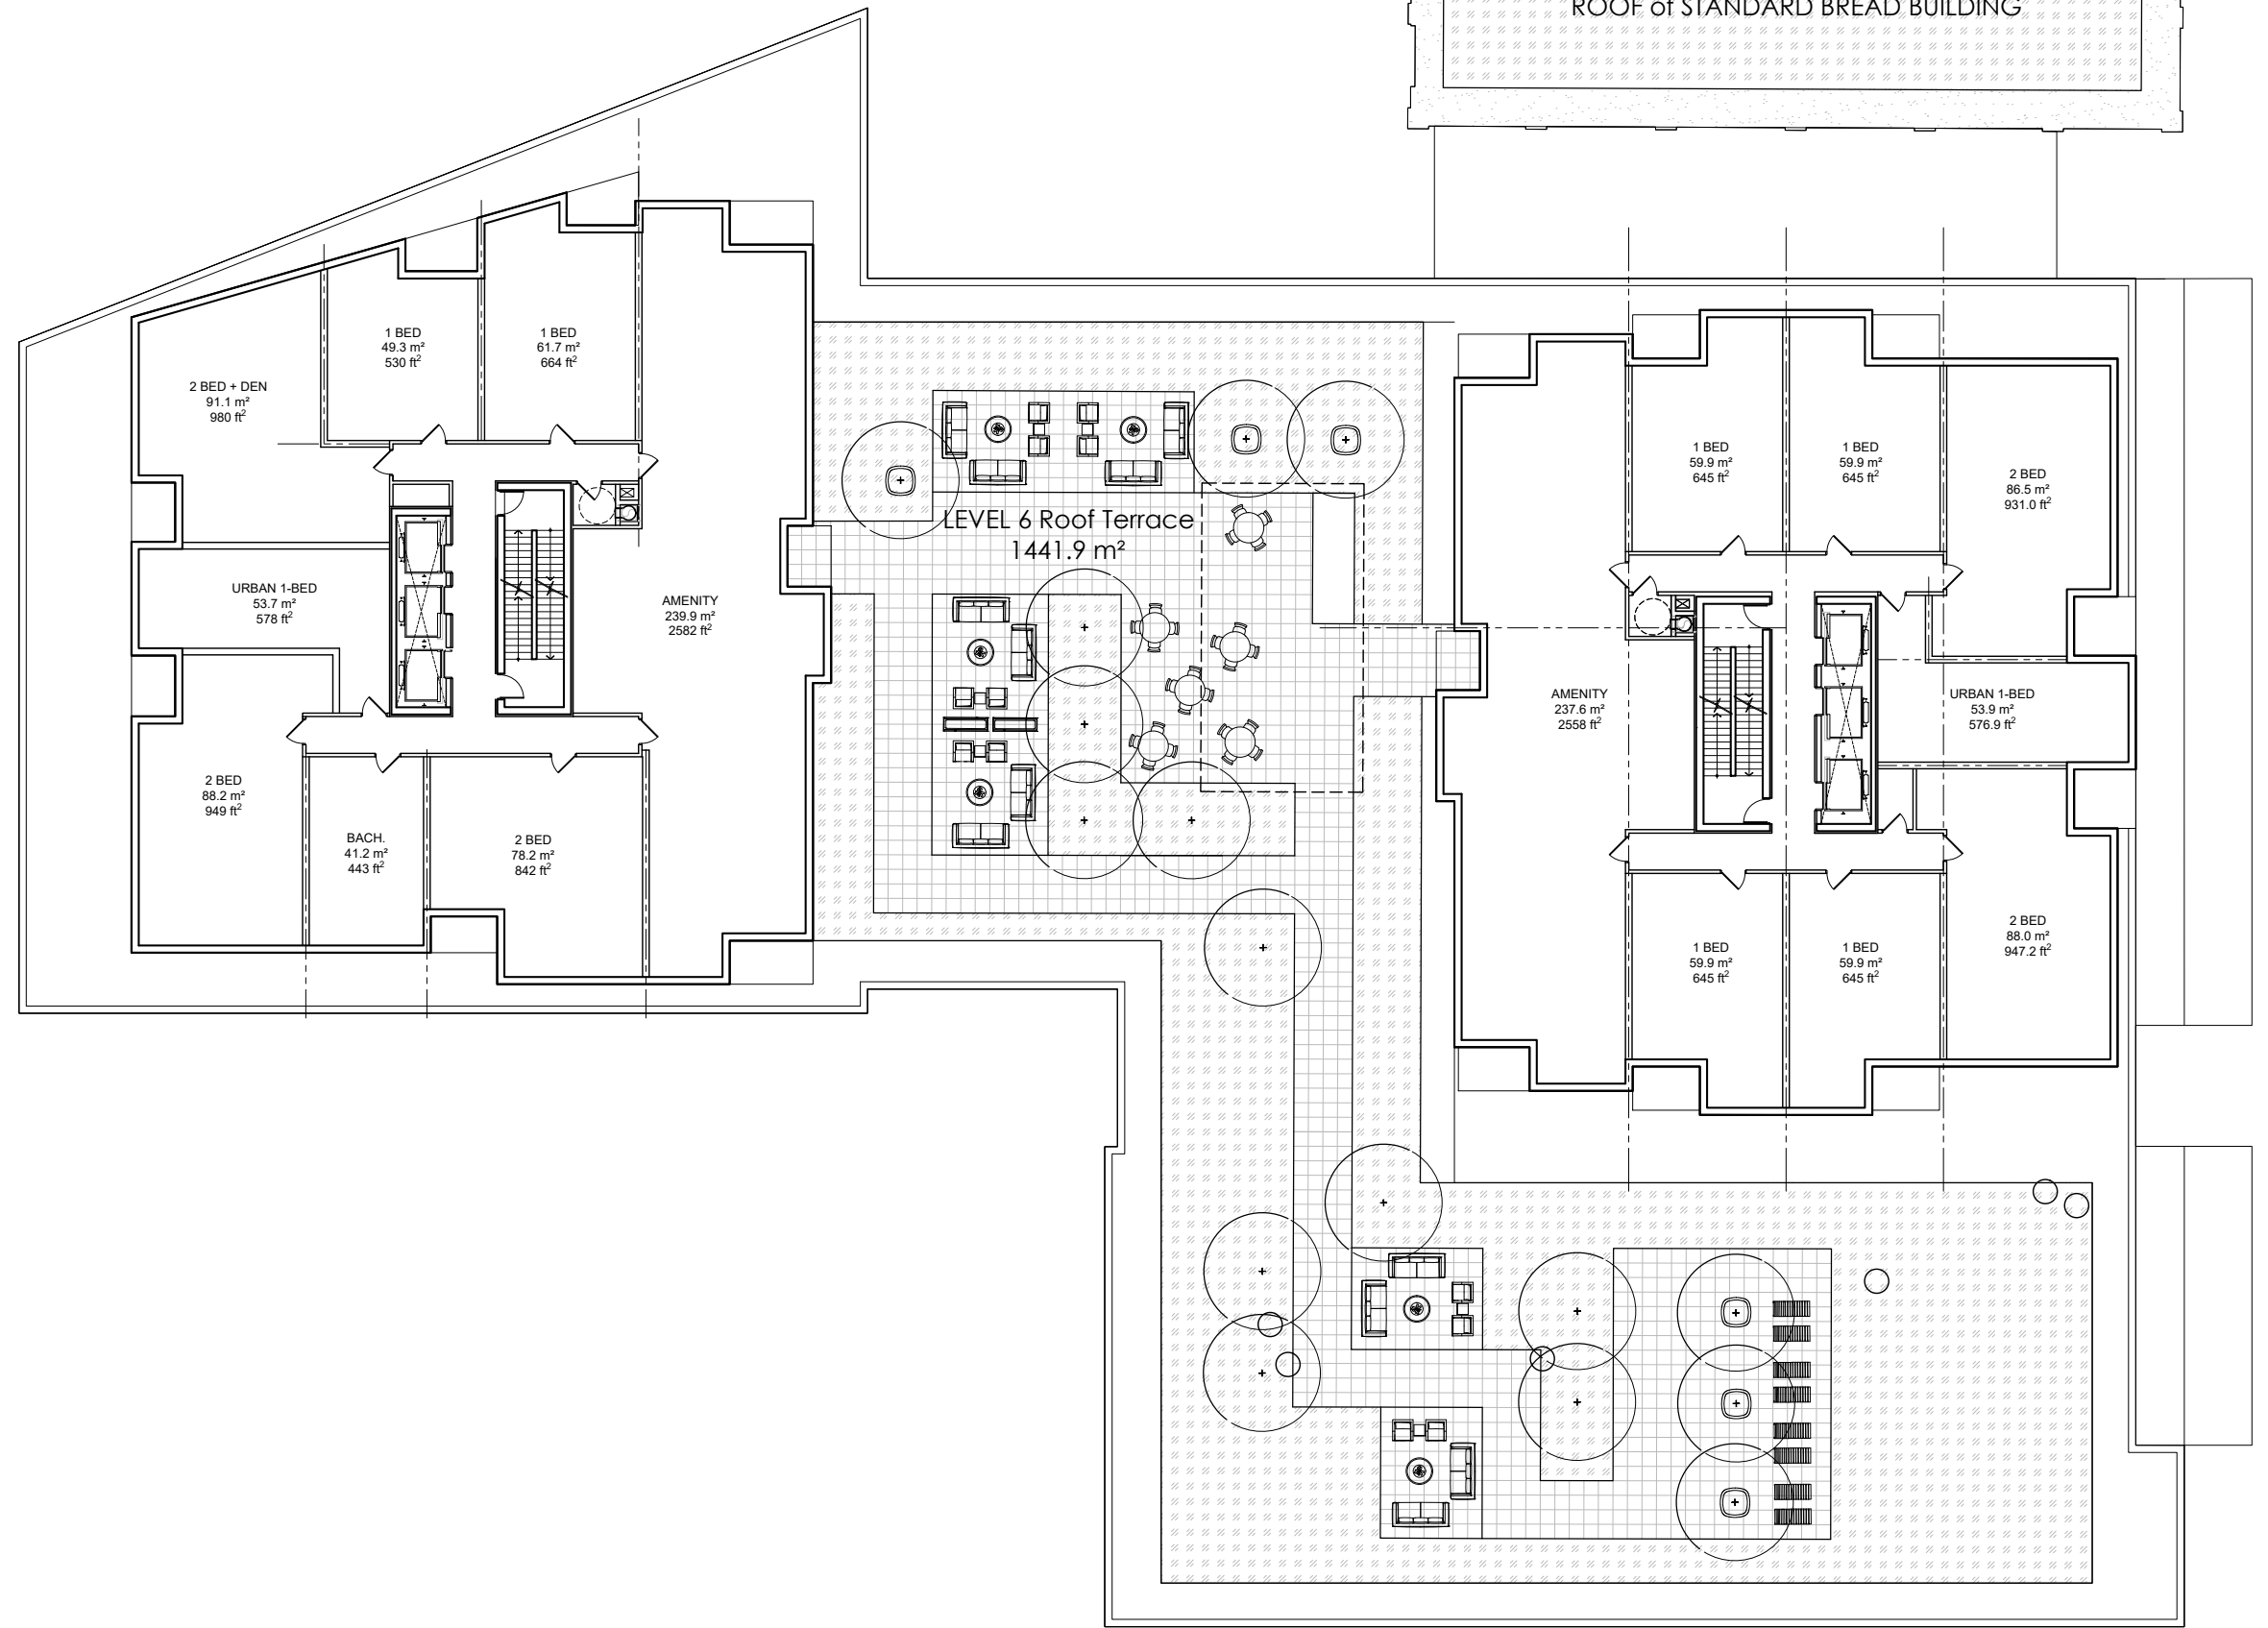 ROOF of STANDARD BREAD BUILDING
1 BED
49.3 m²
530 ft²
1 BED
61.7 m²
664 ft²
2 BED + DEN
91.1 m²
980 ft²
URBAN 1-BED
53.7 m²
578 ft²
AMENITY
239.9 m²
2582 ft²
2 BED
88.2 m²
949 ft²
BACH.
41.2 m²
443 ft²
2 BED
78.2 m²
842 ft²
LEVEL 6 Roof Terrace
1441.9 m²
1 BED
59.9 m²
645 ft²
1 BED
59.9 m²
645 ft²
2 BED
86.5 m²
931.0 ft²
AMENITY
237.6 m²
2558 ft²
URBAN 1-BED
53.9 m²
576.9 ft²
1 BED
59.9 m²
645 ft²
1 BED
59.9 m²
645 ft²
2 BED
88.0 m²
947.2 ft²